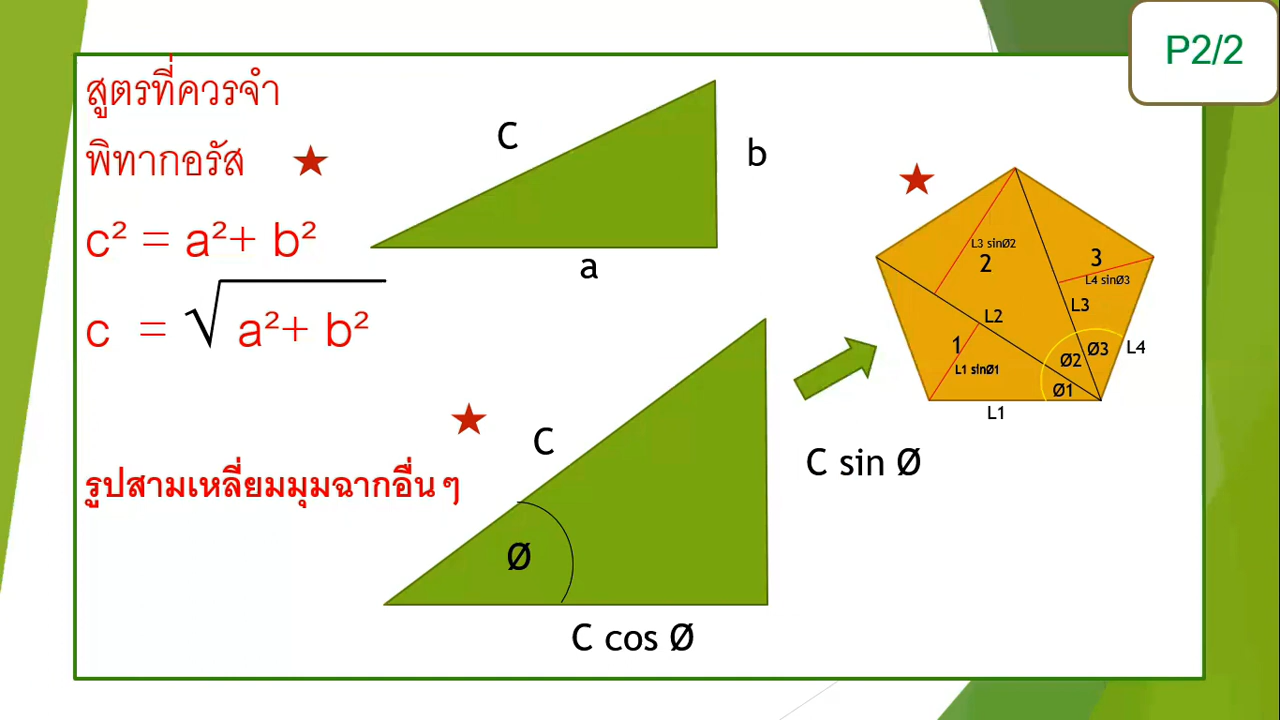 P2/2
สูตรที่ควรจำ
พิทากอรัส
c² = a²+ b²
c = √ a²+ b²
C
b
a
รูปสามเหลี่ยมมุมฉากอื่นๆ
C
Ø
C sin Ø
C cos Ø
L3 sinØ2
2
3
L4 sinØ3
L3
L2
1
L1 sinØ1
Ø1
Ø2
Ø3
L4
L1